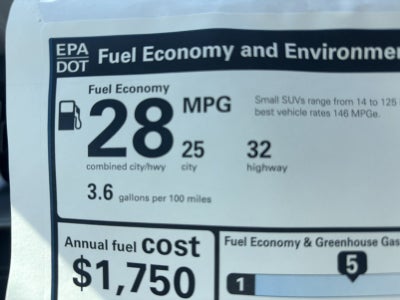 EPA
DOT
Fuel Economy and Environme
Fuel Economy
28 MPG
Small SUVs range from 14 to 125
best vehicle rates 146 MPGe.
combined city/hwy
25
city
32
highway
3.6 gallons per 100 miles
Annual fuel cost
$1,750
Fuel Economy & Greenhouse Gas
1
5